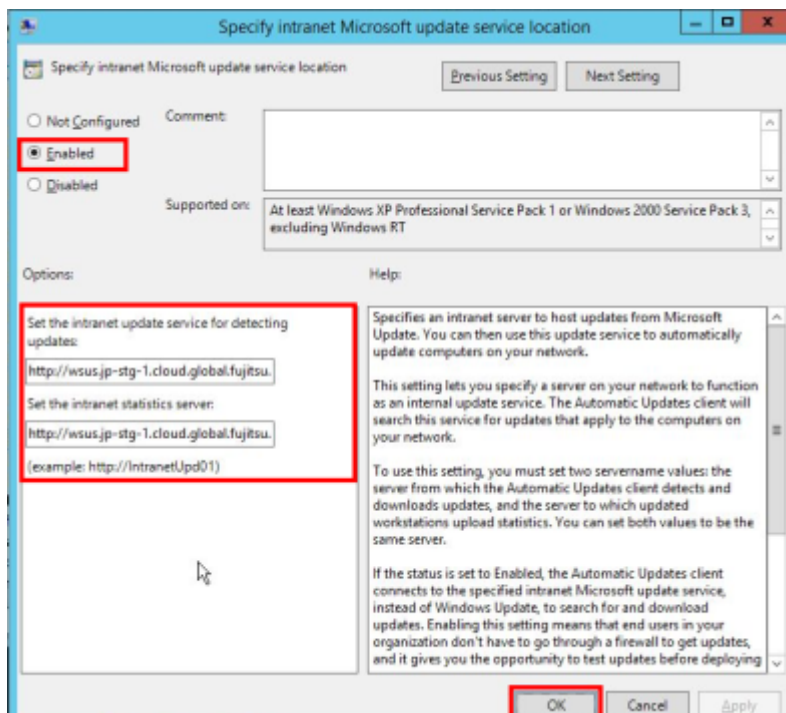 Specify intranet Microsoft update service location
Specify intranet Microsoft update service location
Previous Setting
Next Setting
Not Configured
Comment:
Enabled
Disabled
Supported on:
At least Windows XP Professional Service Pack 1 or Windows 2000 Service Pack 3,
excluding Windows RT
Options:
Help:
Set the intranet update service for detecting
updates:
http://wsus.jp-stg-1.cloud.global.fujitsu.
Set the intranet statistics server:
http://wsus.jp-stg-1.cloud.global.fujitsu.
(example: http://IntranetUpd01)
Specifies an intranet server to host updates from Microsoft
Update. You can then use this update service to automatically
update computers on your network.
This setting lets you specify a server on your network to function
as an internal update service. The Automatic Updates client will
search this service for updates that apply to the computers on
your network.
To use this setting, you must set two servername values: the
server from which the Automatic Updates client detects and
downloads updates, and the server to which updated
workstations upload statistics. You can set both values to be the
same server.
If the status is set to Enabled, the Automatic Updates client
connects to the specified intranet Microsoft update service,
instead of Windows Update, to search for and download
updates. Enabling this setting means that end users in your
organization don't have to go through a firewall to get updates,
and it gives you the opportunity to test updates before deploying
OK
Cancel
Apply